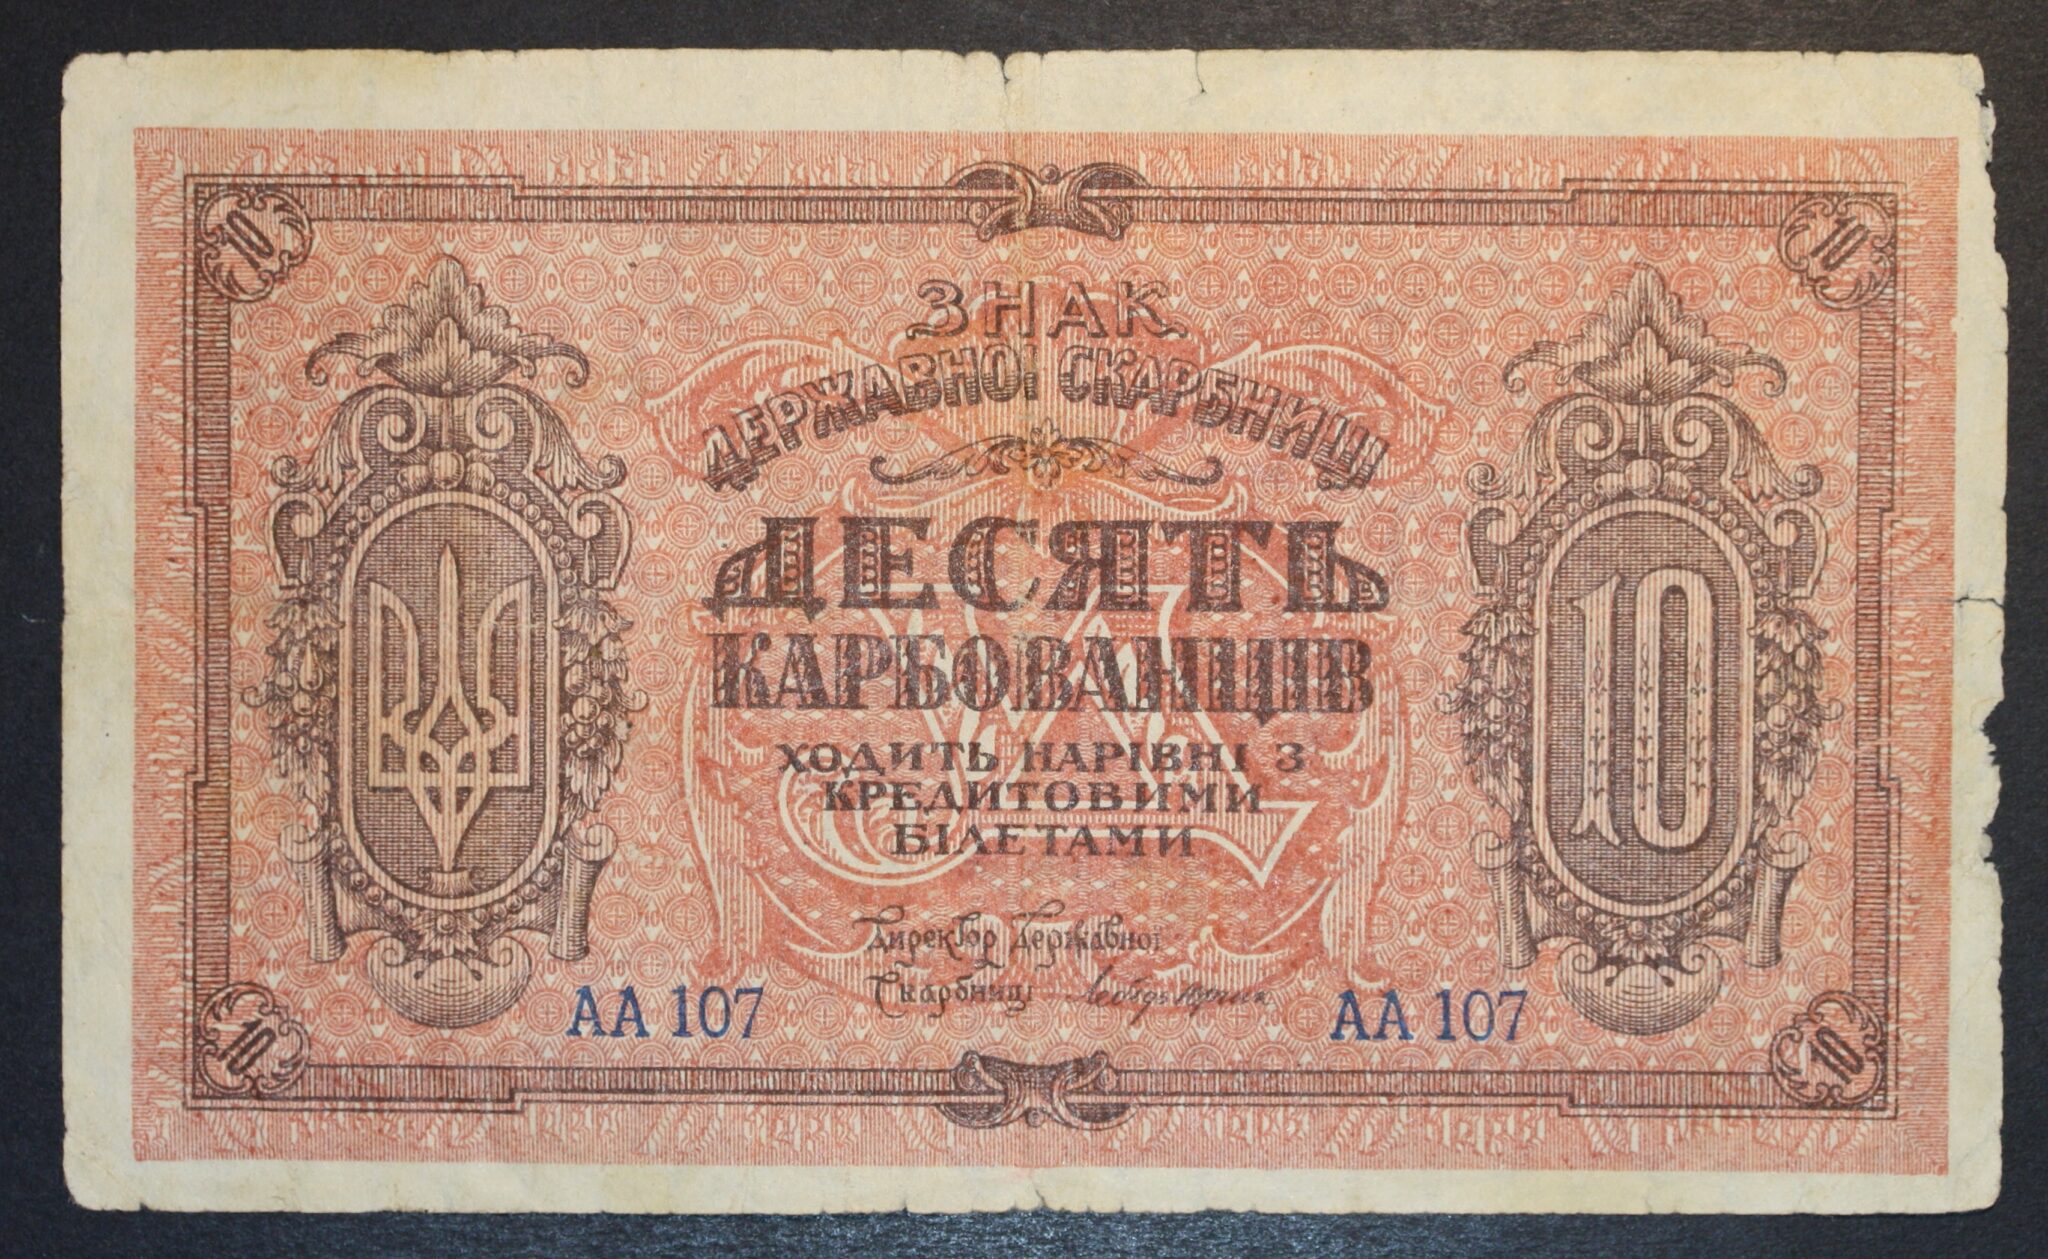 10
10
ЗНАК
ДЕРЖАВНОЇ СКАРБНИЦІ
ДЕСЯТЬ
КАРБОВАНЦІВ
10
ХОДИТЬ НАРІВНІ З
КРЕДИТОВИМИ
БІЛЕТАМИ
Директор Державної
Скарбниці
АА 107
АА 107
10
10